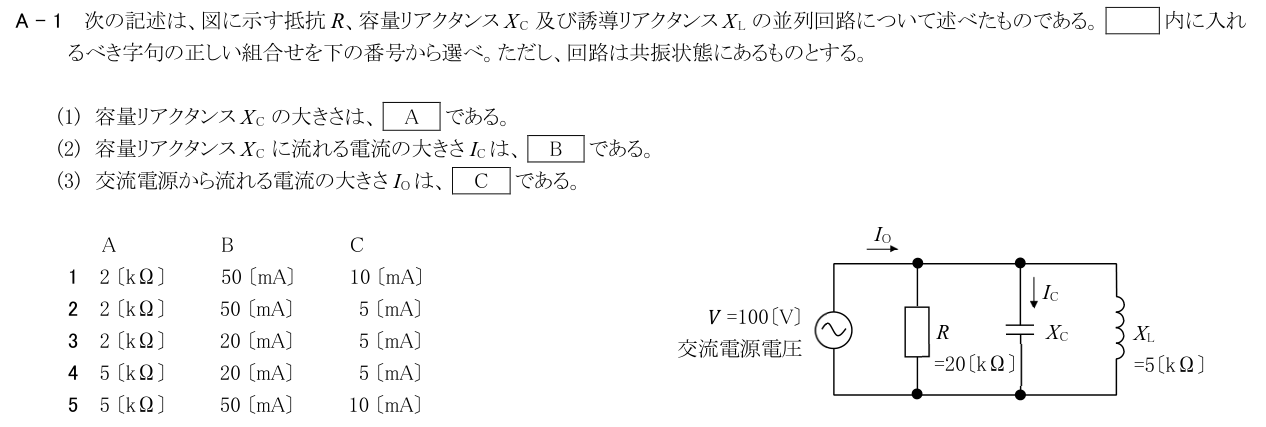 A－1 次の記述は、図に示す抵抗 R、容量リアクタンス XC 及び誘導リアクタンス XL の並列回路について述べたものである。 内に入れ
るべき字句の正しい組合せを下の番号から選べ。ただし、回路は共振状態にあるものとする。
(1) 容量リアクタンス XC の大きさは、 A である。
(2) 容量リアクタンス XC に流れる電流の大きさ IC は、 B である。
(3) 交流電源から流れる電流の大きさ IO は、 C である。
A B C
1 2〔kΩ〕 50〔mA〕 10〔mA〕
2 2〔kΩ〕 50〔mA〕 5〔mA〕
3 2〔kΩ〕 20〔mA〕 5〔mA〕
4 5〔kΩ〕 20〔mA〕 5〔mA〕
5 5〔kΩ〕 50〔mA〕 10〔mA〕
IO
IC
V =100〔V〕
交流電源電圧
R
=20〔kΩ〕
XC
XL
=5〔kΩ〕